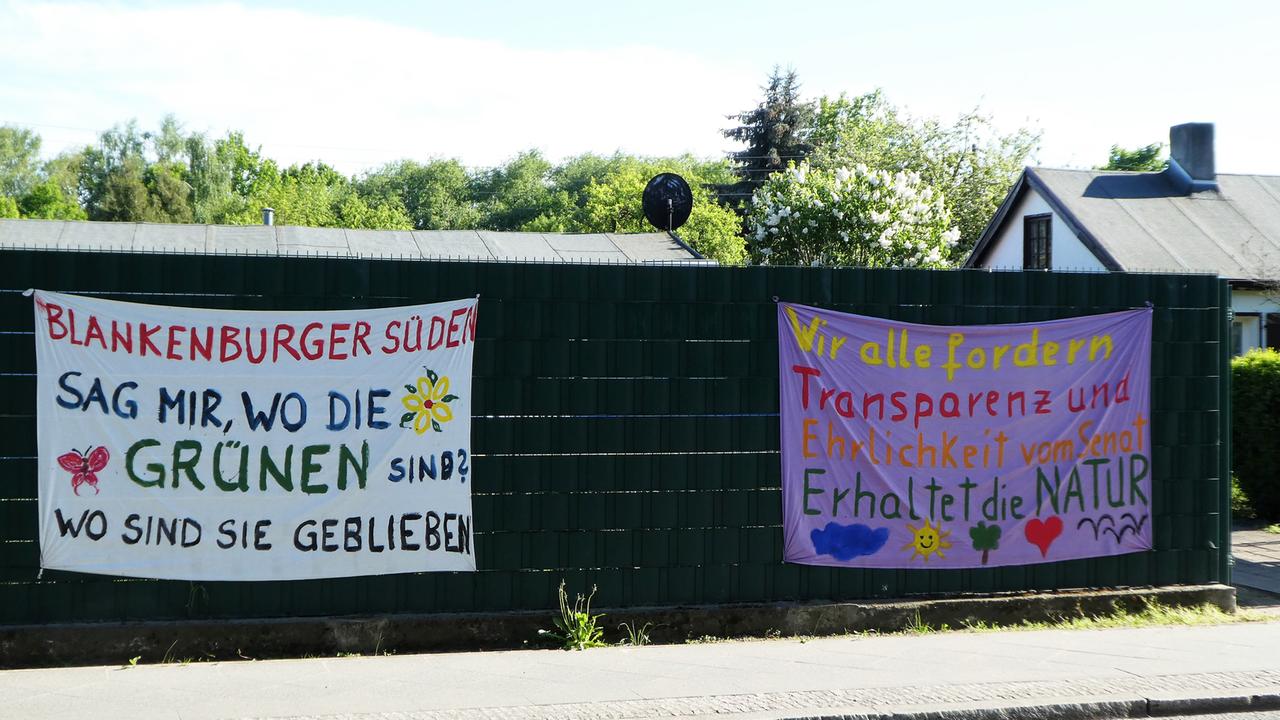 BLANKENBURGER SÜDEN
SAG MIR, WO DIE
GRÜNEN SIND?
WO SIND SIE GEBLIEBEN
Wir alle fordern
Transparenz und
Ehrlichkeit vom Senat
Erhaltet die NATUR